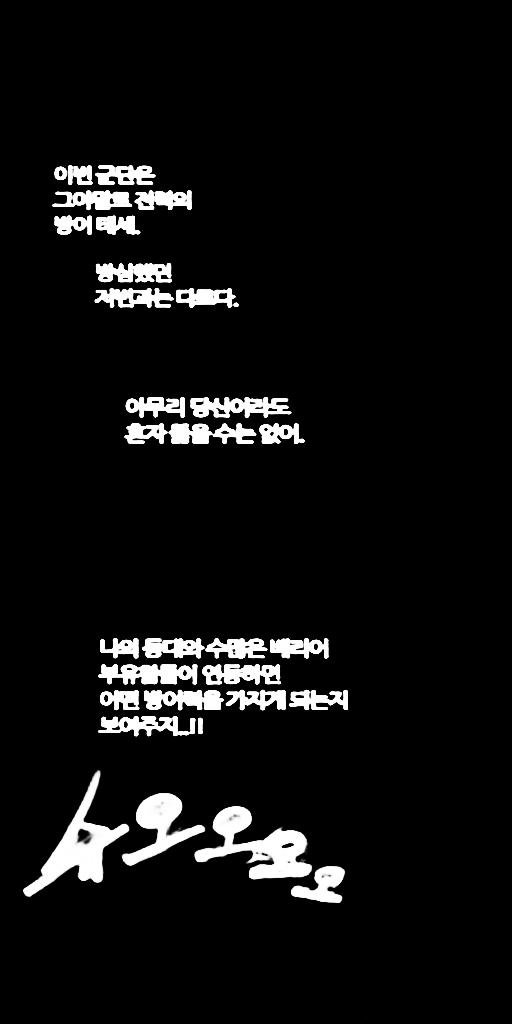 이번 군단은
그야말로 전력의
방어 태세.
방심했던
저번과는 다르다.
아무리 당신이라도
혼자 뚫을 수는 없어.
나의 등대와 수많은 배리어
부유물들이 연동하면
어떤 방어력을 가지게 되는지
보여주지..!!
오오오오